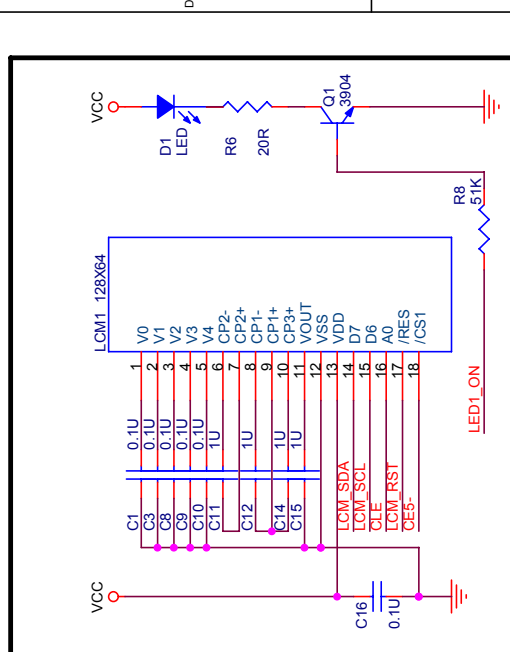 D
VCC
D1
LED
R6
20R
Q1
3904
R8
51K
LED1_ON
LCM1 128X64
V0
V1
V2
V3
V4
CP2-
CP2+
CP1-
CP1+
CP3+
VOUT
VSS
VDD
D7
D6
A0
/RES
/CS1
1
2
3
4
5
6
7
8
9
10
11
12
13
14
15
16
17
18
0.1U
0.1U
0.1U
0.1U
0.1U
1U
1U
1U
1U
C1
C3
C8
C9
C10
C11
C12
C14
C15
LCM_SDA
LCM_SCL
CLE
LCM_RST
CE5-
VCC
C16
0.1U